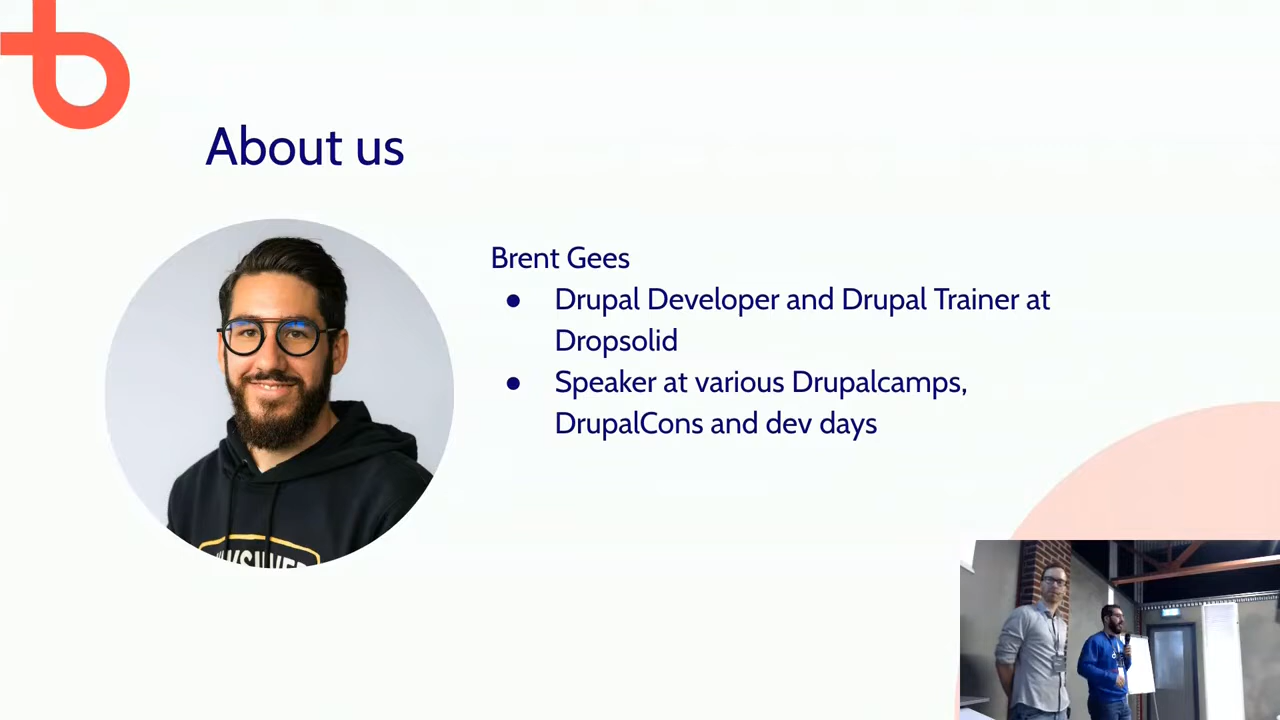 About us
Brent Gees
● Drupal Developer and Drupal Trainer at
Dropsolid
● Speaker at various Drupalcamps,
DrupalCons and dev days